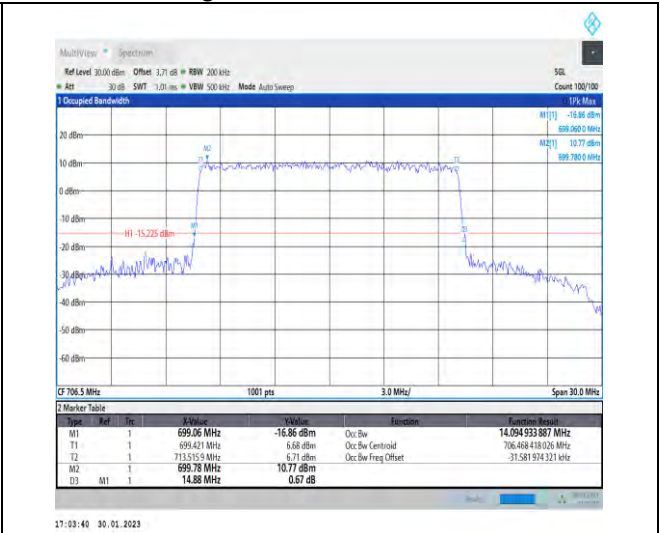 MultiView Spectrum
Ref Level 30.00 dBm Offset 3.71 dB RBW 200 kHz SGL
Att 30 dB SWT 1.01 ms VBW 500 kHz Mode Auto Sweep Count 100/100
1 Occupied Bandwidth 1Pk Max
M1[1] -16.86 dBm
699.060 0 MHz
M2[1] 10.77 dBm
699.780 0 MHz
20 dBm
M2
T1 T2
10 dBm
0 dBm
-10 dBm
M1 D3
H1 -15.225 dBm
-20 dBm
-30 dBm
-40 dBm
-50 dBm
-60 dBm
CF 706.5 MHz 1001 pts 3.0 MHz/ Span 30.0 MHz
2 Marker Table
Type Ref Trc X-Value Y-Value Function Function Result
M1 1 699.06 MHz -16.86 dBm Occ Bw 14.094 933 887 MHz
T1 1 699.421 MHz 6.68 dBm Occ Bw Centroid 706.468 418 026 MHz
T2 1 713.515 9 MHz 6.71 dBm Occ Bw Freq Offset -31.581 974 321 kHz
M2 1 699.78 MHz 10.77 dBm
D3 M1 1 14.88 MHz 0.67 dB
17:03:40 30.01.2023